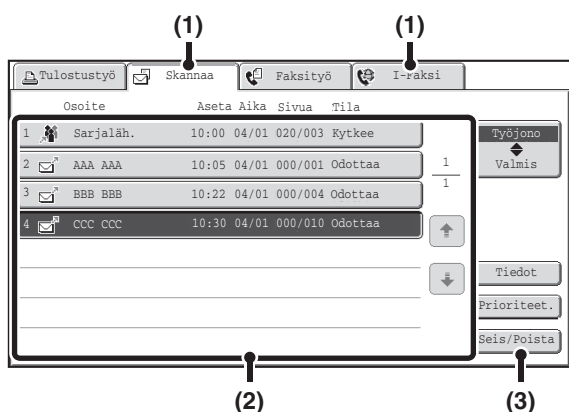 (1) (1)
Tulostustyö Skannaa Faksityö I-Faksi
Osoite Aseta Aika Sivua Tila
1 Sarjaläh. 10:00 04/01 020/003 Kytkee
Työjono
Valmis
2 AAA AAA 10:05 04/01 000/001 Odottaa
1
1
3 BBB BBB 10:22 04/01 000/004 Odottaa
4 CCC CCC 10:30 04/01 000/010 Odottaa
Tiedot
Prioriteet.
Seis/Poista
(2) (3)